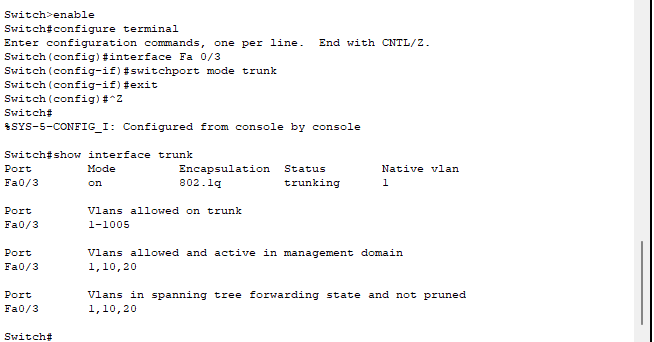 Switch>enable
Switch#configure terminal
Enter configuration commands, one per line.  End with CNTL/Z.
Switch(config)#interface Fa 0/3
Switch(config-if)#switchport mode trunk
Switch(config-if)#exit
Switch(config)#^Z
Switch#
%SYS-5-CONFIG_I: Configured from console by console
Switch#show interface trunk
Port        Mode         Encapsulation  Status        Native vlan
Fa0/3       on           802.1q         trunking      1
Port        Vlans allowed on trunk
Fa0/3       1-1005
Port        Vlans allowed and active in management domain
Fa0/3       1,10,20
Port        Vlans in spanning tree forwarding state and not pruned
Fa0/3       1,10,20
Switch#